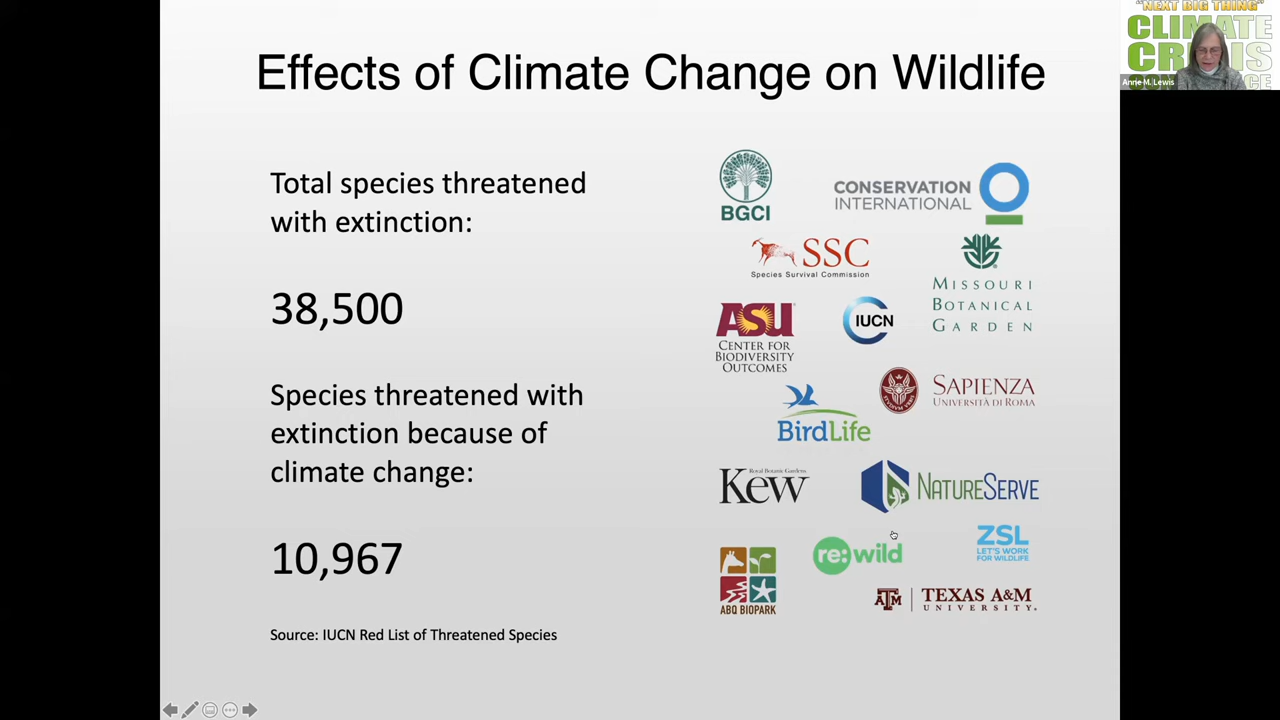 Effects of Climate Change on Wildlife
Total species threatened
with extinction:
38,500
Species threatened with
extinction because of
climate change:
10,967
Source: IUCN Red List of Threatened Species
BGCI
CONSERVATION
INTERNATIONAL
SSC
Species Survival Commission
MISSOURI
BOTANICAL
GARDEN
ASU
CENTER FOR
BIODIVERSITY
OUTCOMES
IUCN
SAPIENZA
UNIVERSITÀ DI ROMA
BirdLife
Royal Botanic Gardens
Kew
NATURESERVE
re:wild
ZSL
LET'S WORK
FOR WILDLIFE
ABQ BIOPARK
ATM
TEXAS A&M
UNIVERSITY.
"NEXT BIG THING"
CLIMATE
CRISIS
Anne M. Lewis